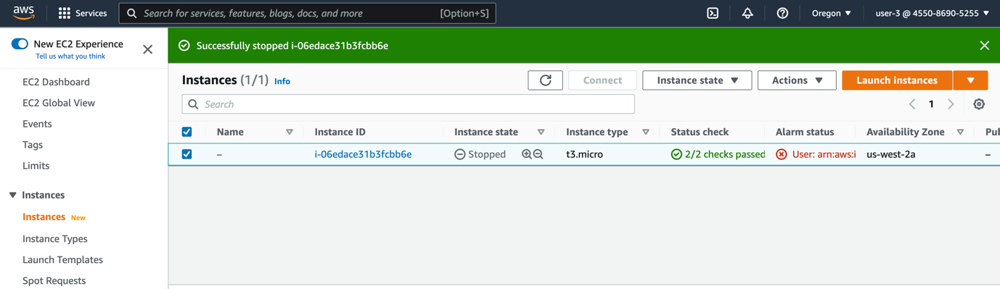 aws Services Search for services, features, blogs, docs, and more [Option+S] Oregon user-3 @ 4550-8690-5255
New EC2 Experience
Tell us what you think
EC2 Dashboard
EC2 Global View
Events
Tags
Limits
Instances
Instances New
Instance Types
Launch Templates
Spot Requests
Successfully stopped i-06edace31b3fcbb6e
Instances (1/1) Info Connect Instance state Actions Launch instances
Search 1
Name Instance ID Instance state Instance type Status check Alarm status Availability Zone Pu
– i-06edace31b3fcbb6e Stopped t3.micro 2/2 checks passed User: arn:aws:i us-west-2a –